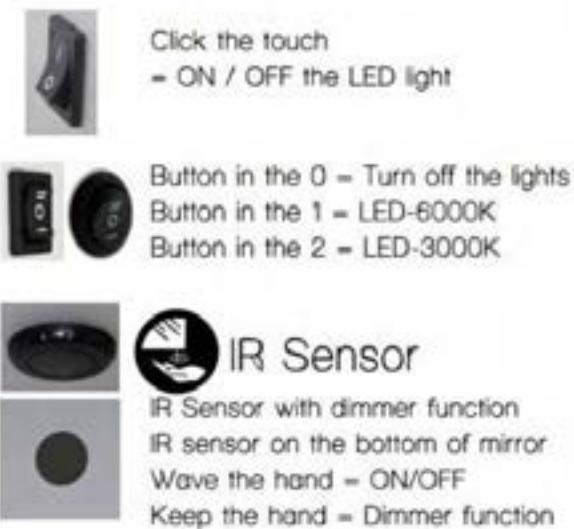 Click the touch
= ON / OFF the LED light
Button in the 0 = Turn off the lights
Button in the 1 = LED-6000K
Button in the 2 = LED-3000K
IR Sensor
IR Sensor with dimmer function
IR sensor on the bottom of mirror
Wave the hand = ON/OFF
Keep the hand = Dimmer function